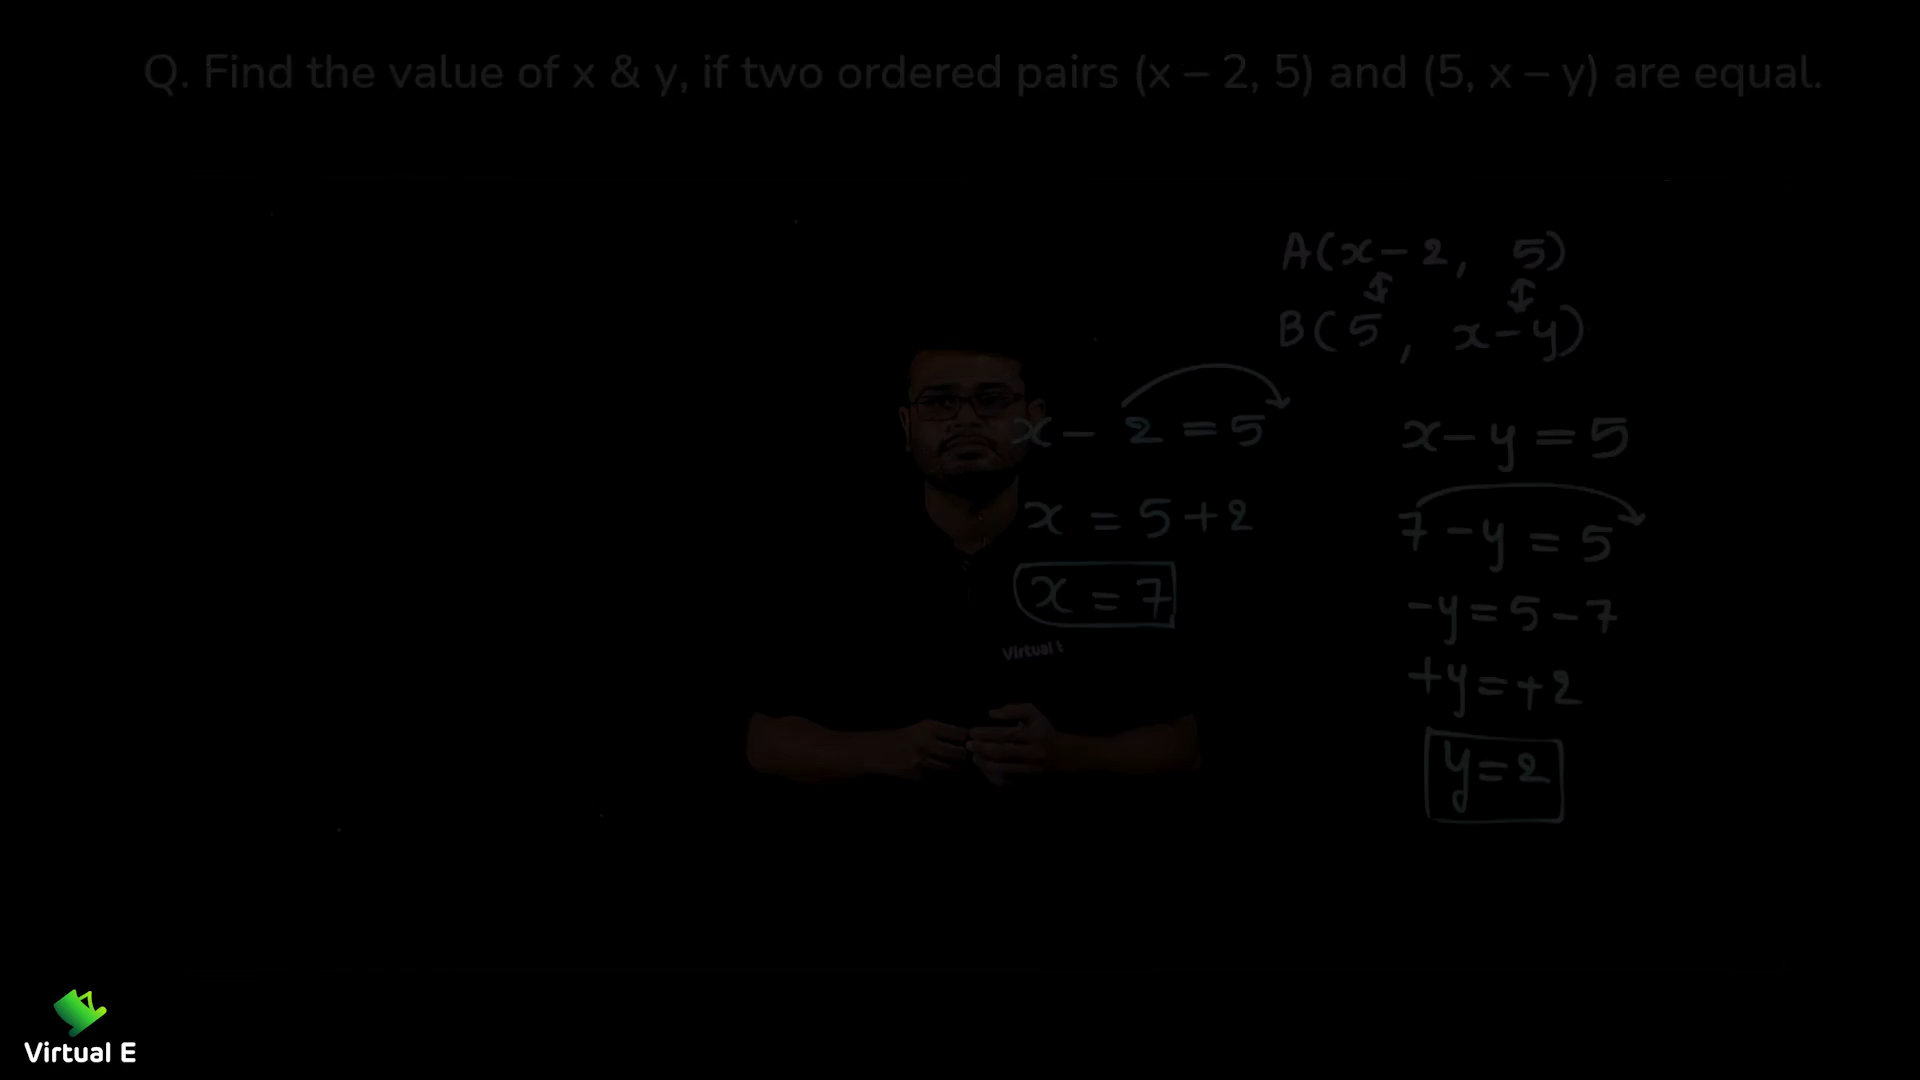 Q. Find the value of x & y, if two ordered pairs (x – 2, 5) and (5, x – y) are equal.
A(x – 2, 5)
B(5, x – y)
x – 2 = 5
x = 5 + 2
x = 7
x – y = 5
7 – y = 5
-y = 5 – 7
+y = +2
y = 2
Virtual E
Virtual E